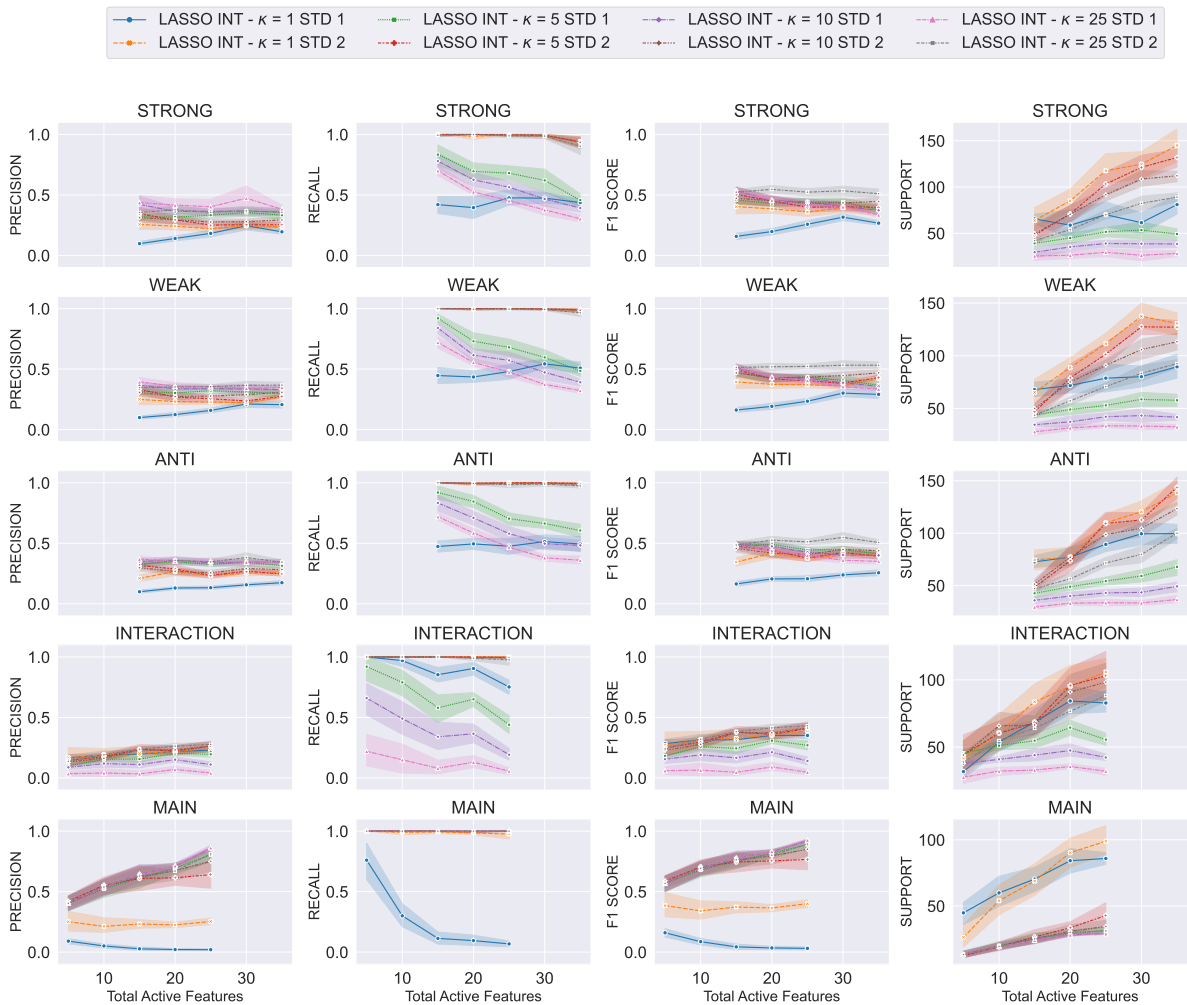 LASSO INT - κ = 1 STD 1 LASSO INT - κ = 5 STD 1 LASSO INT - κ = 10 STD 1 LASSO INT - κ = 25 STD 1
LASSO INT - κ = 1 STD 2 LASSO INT - κ = 5 STD 2 LASSO INT - κ = 10 STD 2 LASSO INT - κ = 25 STD 2
STRONG STRONG STRONG STRONG
PRECISION RECALL F1 SCORE SUPPORT
1.0 1.0 1.0 150
0.5 0.5 0.5 100
0.0 0.0 0.0 50
WEAK WEAK WEAK WEAK
PRECISION RECALL F1 SCORE SUPPORT
1.0 1.0 1.0 150
0.5 0.5 0.5 100
0.0 0.0 0.0 50
ANTI ANTI ANTI ANTI
PRECISION RECALL F1 SCORE SUPPORT
1.0 1.0 1.0 150
0.5 0.5 0.5 100
0.0 0.0 0.0 50
INTERACTION INTERACTION INTERACTION INTERACTION
PRECISION RECALL F1 SCORE SUPPORT
1.0 1.0 1.0 100
0.5 0.5 0.5 50
0.0 0.0 0.0
MAIN MAIN MAIN MAIN
PRECISION RECALL F1 SCORE SUPPORT
1.0 1.0 1.0 100
0.5 0.5 0.5 50
0.0 0.0 0.0
10 20 30 10 20 30 10 20 30 10 20 30
Total Active Features Total Active Features Total Active Features Total Active Features